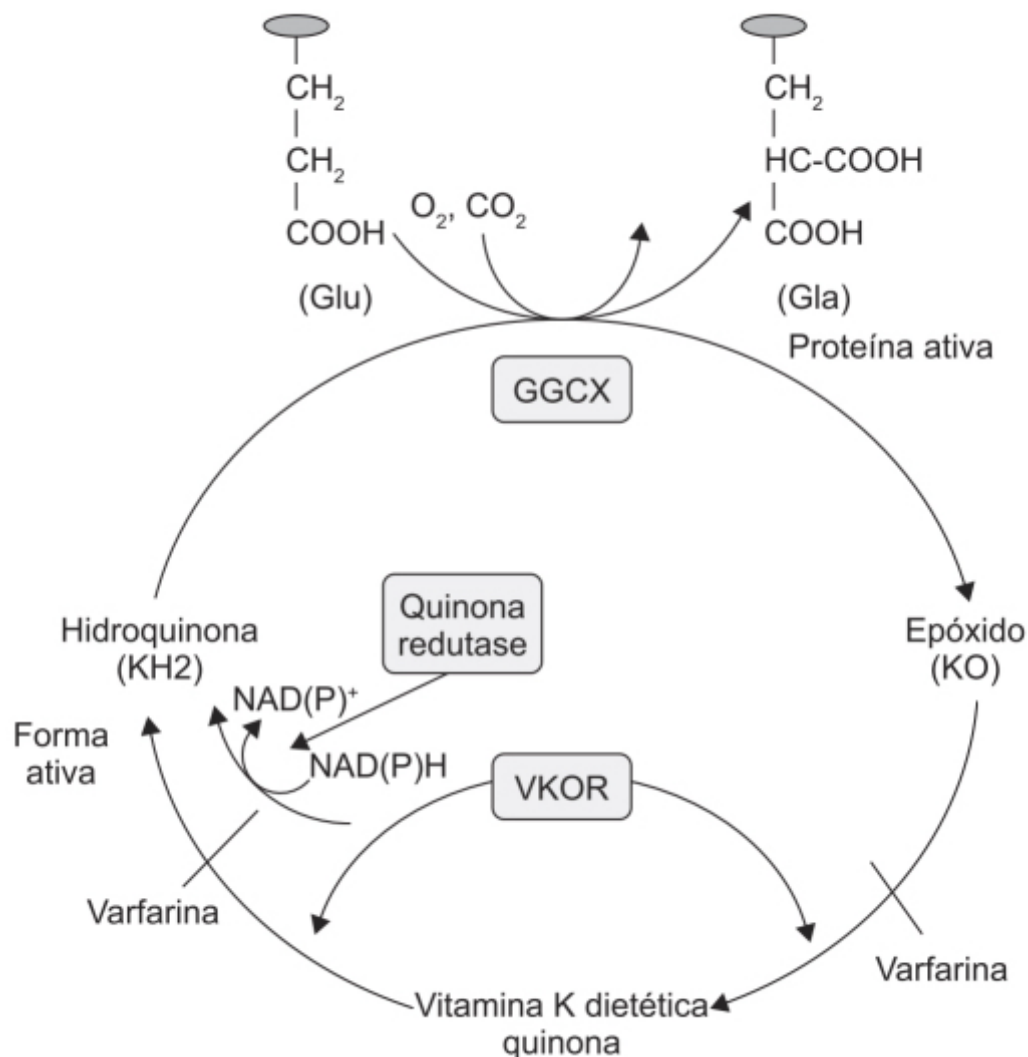 CH₂
CH₂
COOH
(Glu)
O₂, CO₂
CH₂
HC-COOH
COOH
(Gla)
Proteína ativa
GGCX
Hidroquinona
(KH2)
Forma
ativa
Quinona
redutase
NAD(P)⁺
NAD(P)H
Epóxido
(KO)
VKOR
Varfarina
Varfarina
Vitamina K dietética
quinona